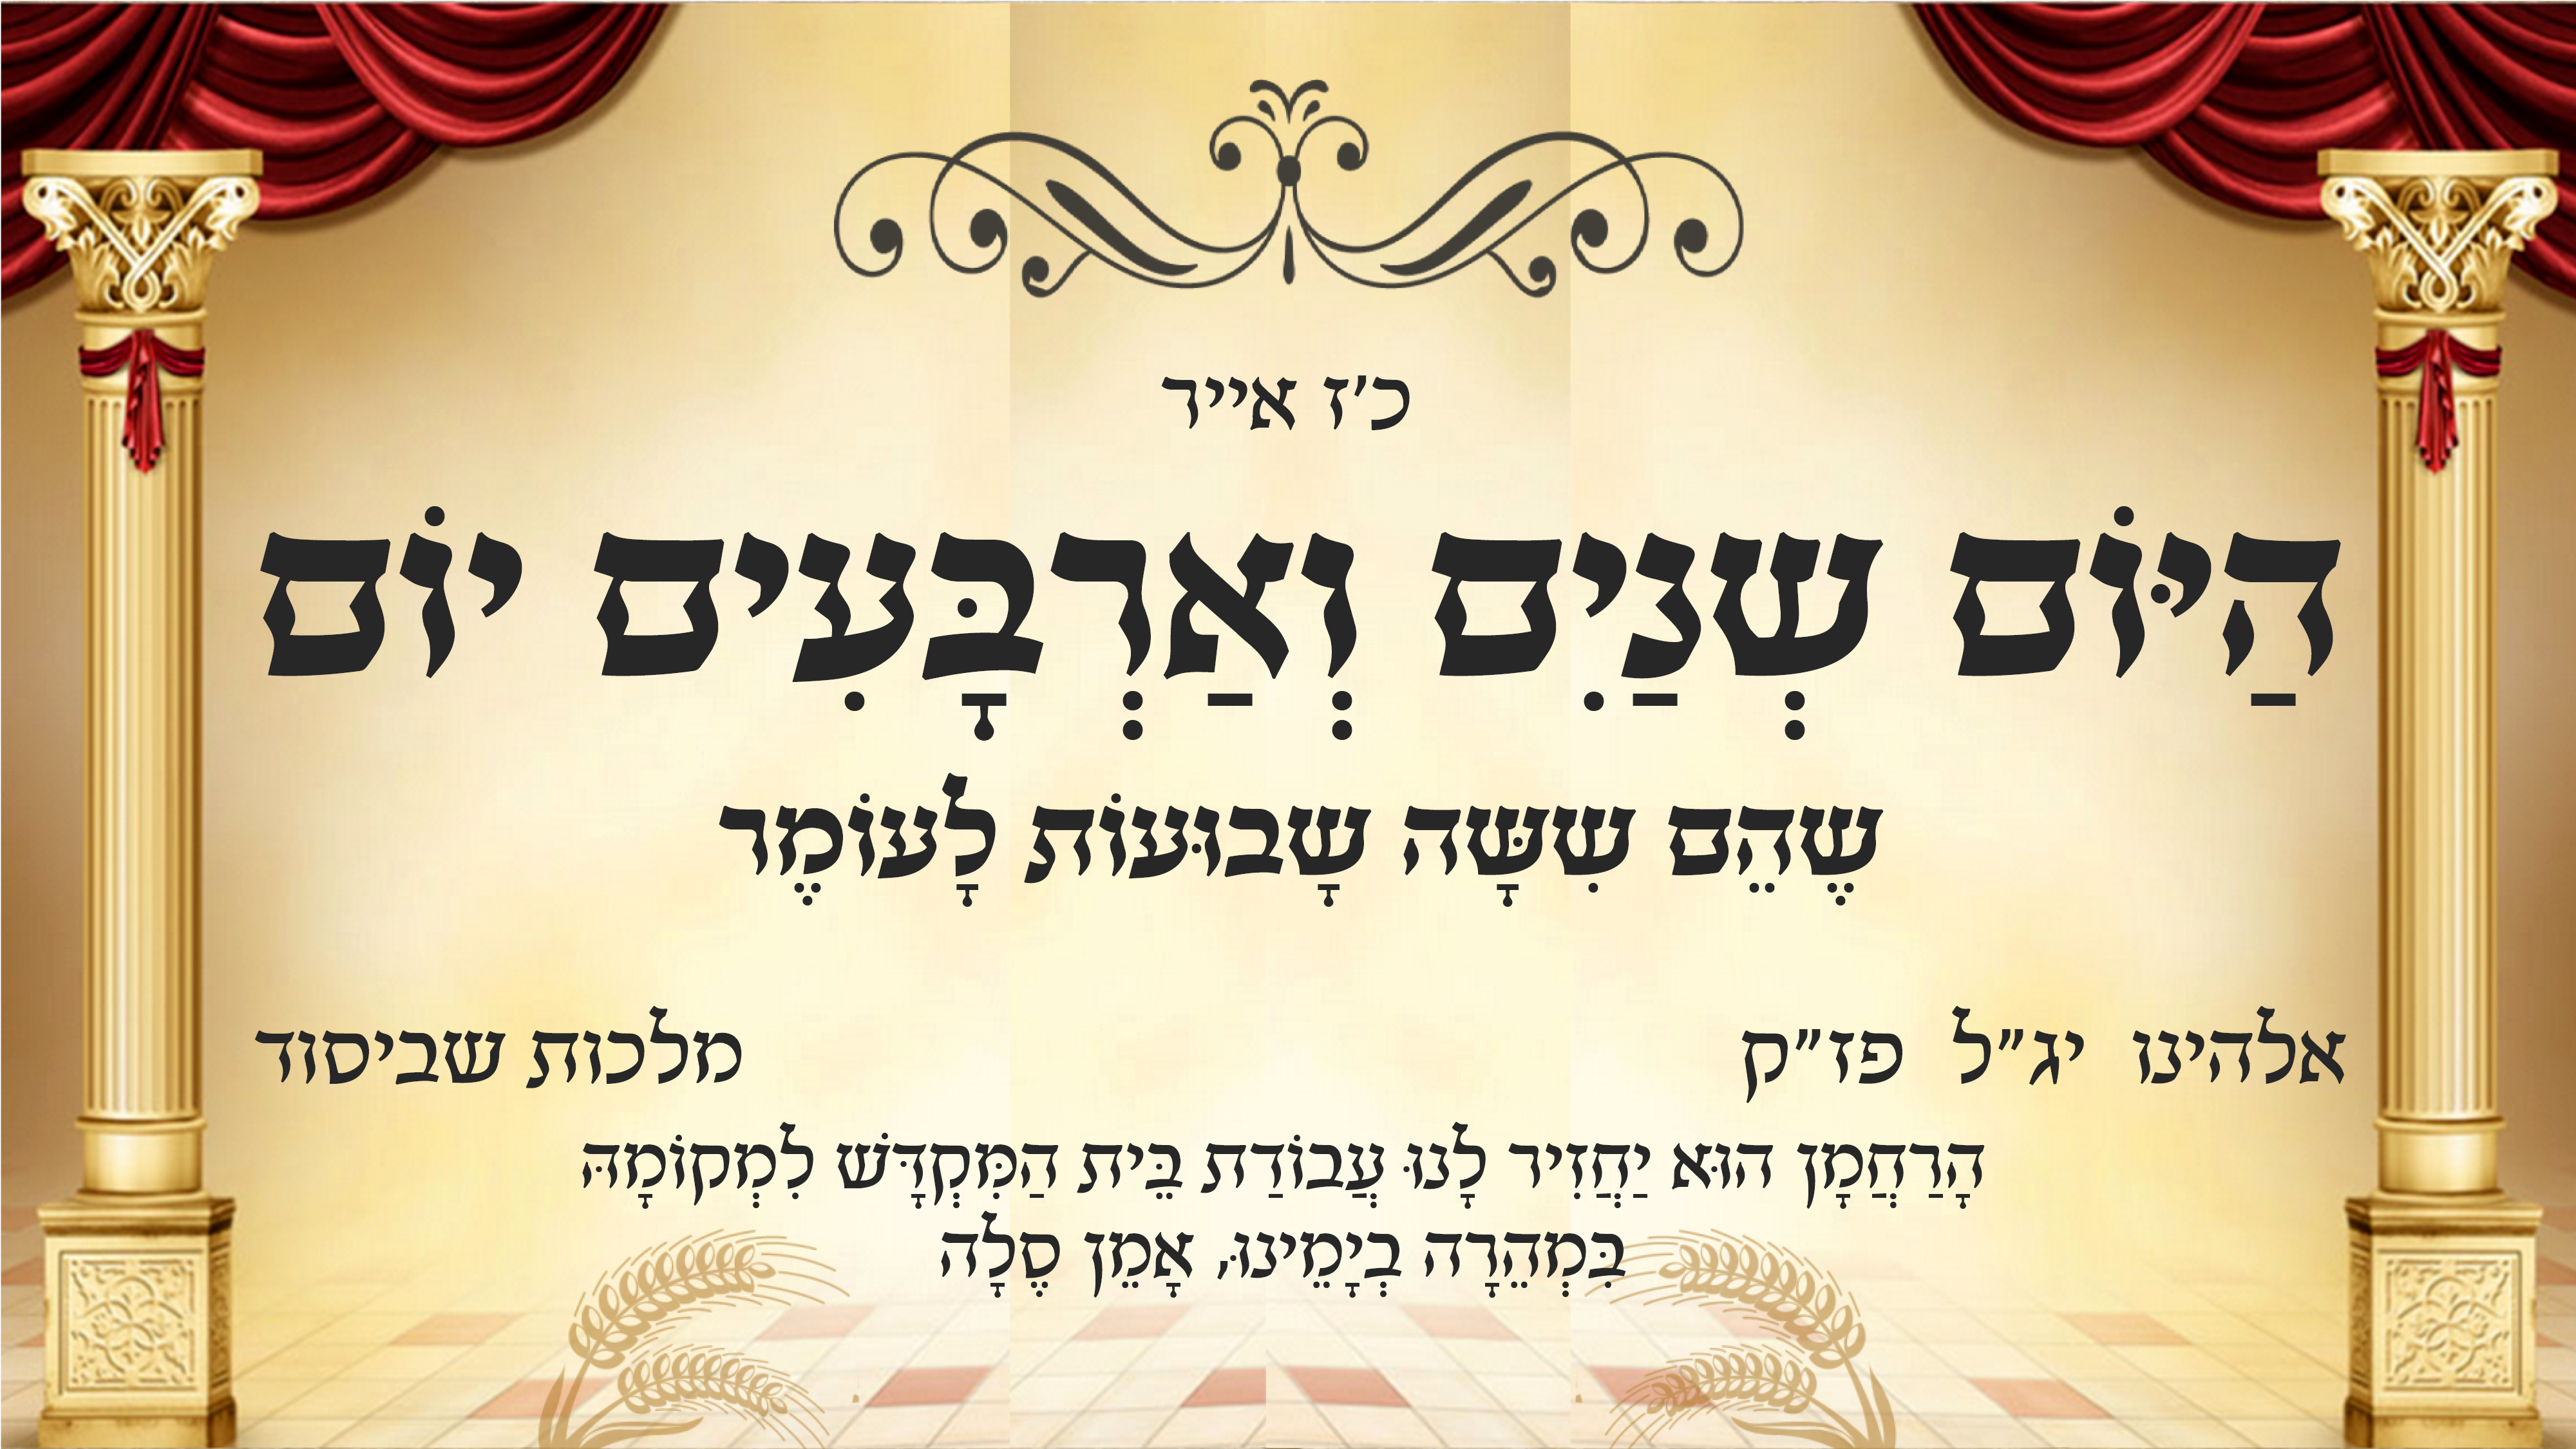 כ'ז אייר
הַיּוֹם שְׁנַיִם וְאַרְבָּעִים יוֹם
שֶׁהֵם שִׁשָּׁה שָׁבוּעוֹת לָעוֹמֶר
אלהינו יג"ל פז"ק מלכות שביסוד
הָרַחֲמָן הוּא יַחֲזִיר לָנוּ עֲבוֹדַת בֵּית הַמִּקְדָּשׁ לִמְקוֹמָהּ
בִּמְהֵרָה בְיָמֵינוּ, אָמֵן סֶלָה